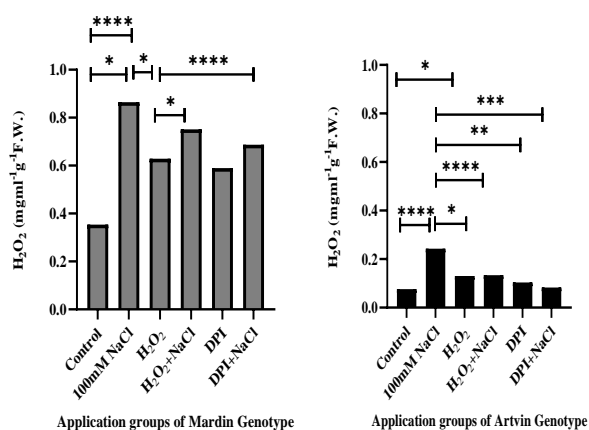 ****
* * ****
*
1.0
0.8
0.6
0.4
0.2
0.0
H₂O₂ (mgml⁻¹g⁻¹F.W.)
Control
100mM NaCl
H₂O₂
H₂O₂+NaCl
DPI
DPI+NaCl
Application groups of Mardin Genotype
*
***
**
****
**** *
1.0
0.8
0.6
0.4
0.2
0.0
H₂O₂ (mgml⁻¹g⁻¹F.W.)
Control
100mM NaCl
H₂O₂
H₂O₂+NaCl
DPI
DPI+NaCl
Application groups of Artvin Genotype